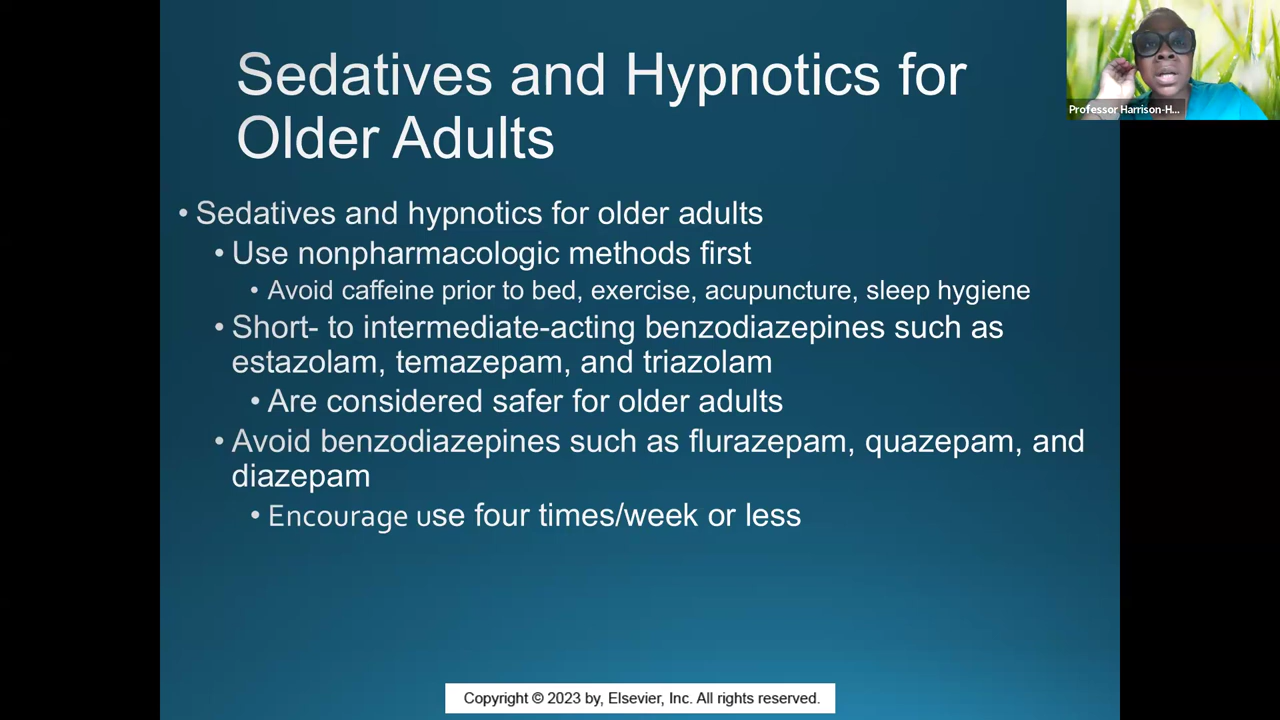 Sedatives and Hypnotics for
Older Adults
Professor Harrison-H...
• Sedatives and hypnotics for older adults
• Use nonpharmacologic methods first
• Avoid caffeine prior to bed, exercise, acupuncture, sleep hygiene
• Short- to intermediate-acting benzodiazepines such as
estazolam, temazepam, and triazolam
• Are considered safer for older adults
• Avoid benzodiazepines such as flurazepam, quazepam, and
diazepam
• Encourage use four times/week or less
Copyright © 2023 by, Elsevier, Inc. All rights reserved.